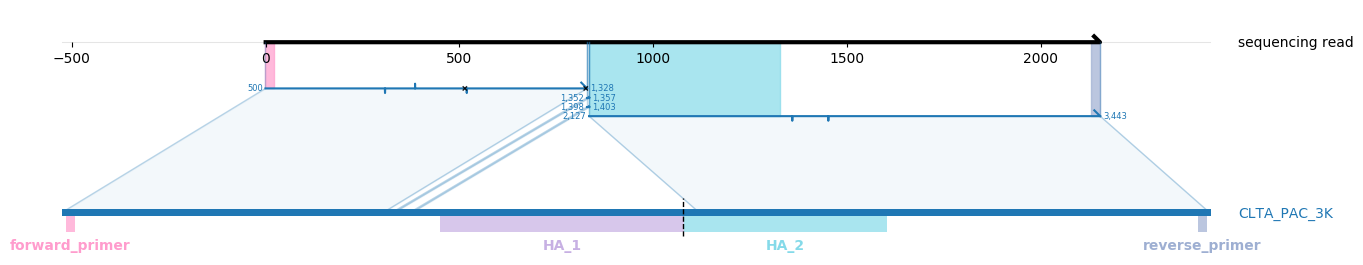 sequencing read
−500 0 500 1000 1500 2000
500 1,328
1,352 1,357
1,398 1,403
2,127 3,443
CLTA_PAC_3K
forward_primer HA_1 HA_2 reverse_primer